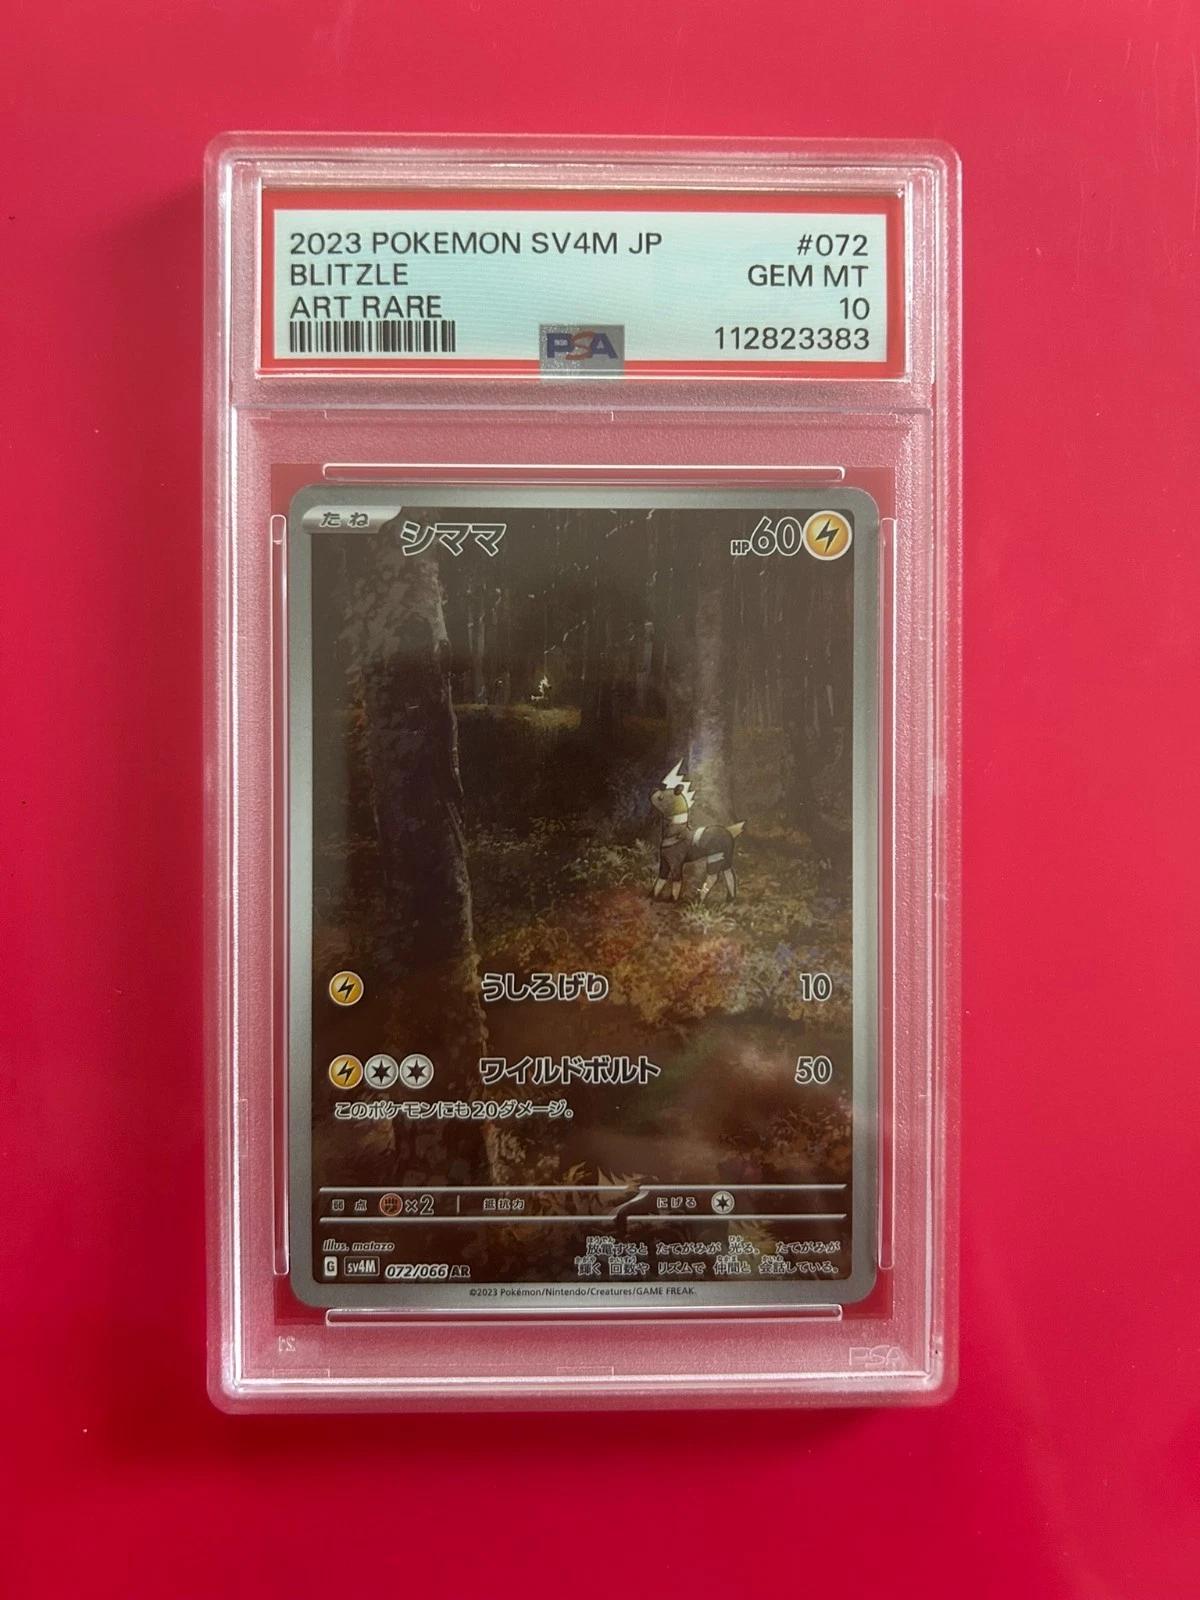 2023 POKEMON SV4M JP #072
BLITZLE GEM MT
ART RARE 10
112823383
PSA
たね シママ HP60
うしろげり 10
ワイルドボルト 50
このポケモンにも20ダメージ。
弱点 ×2 抵抗力 にげる
Illus. matazo
放電すると たてがみが 光る。 たてがみが
輝く 回数や リズムで 仲間と 会話している。
G sv4M 072/066 AR
©2023 Pokémon/Nintendo/Creatures/GAME FREAK.
PSA